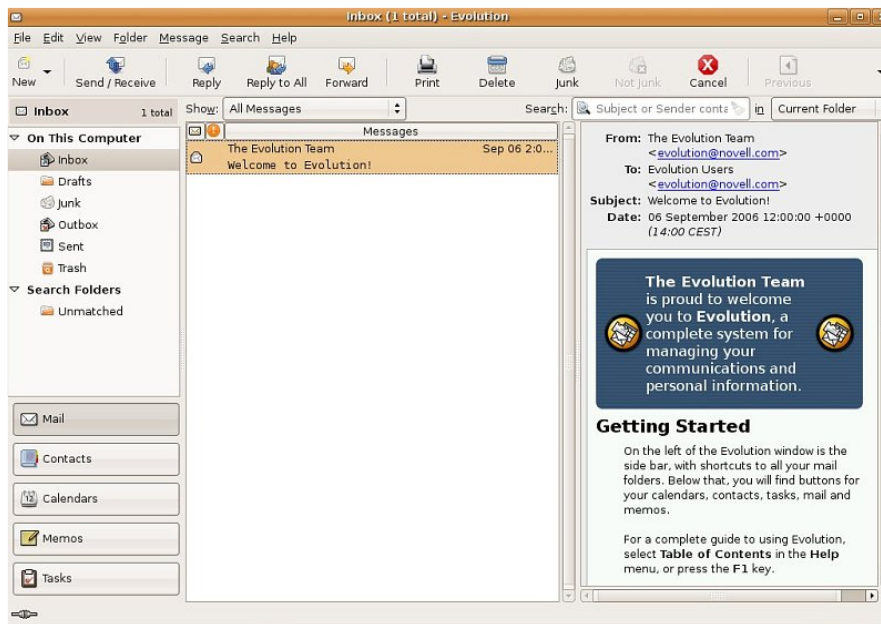 Inbox (1 total) - Evolution
File Edit View Folder Message Search Help
New Send / Receive Reply Reply to All Forward Print Delete Junk Not Junk Cancel Previous
Inbox 1 total
Show: All Messages Search: Subject or Sender conta in Current Folder
On This Computer
Inbox
Drafts
Junk
Outbox
Sent
Trash
Search Folders
Unmatched
Mail
Contacts
12 Calendars
Memos
Tasks
Messages
The Evolution Team Sep 06 2:0...
Welcome to Evolution!
From: The Evolution Team
<evolution@novell.com>
To: Evolution Users
<evolution@novell.com>
Subject: Welcome to Evolution!
Date: 06 September 2006 12:00:00 +0000
(14:00 CEST)
The Evolution Team
is proud to welcome
you to Evolution, a
complete system for
managing your
communications and
personal information.
Getting Started
On the left of the Evolution window is the
side bar, with shortcuts to all your mail
folders. Below that, you will find buttons for
your calendars, contacts, tasks, mail and
memos.
For a complete guide to using Evolution,
select Table of Contents in the Help
menu, or press the F1 key.